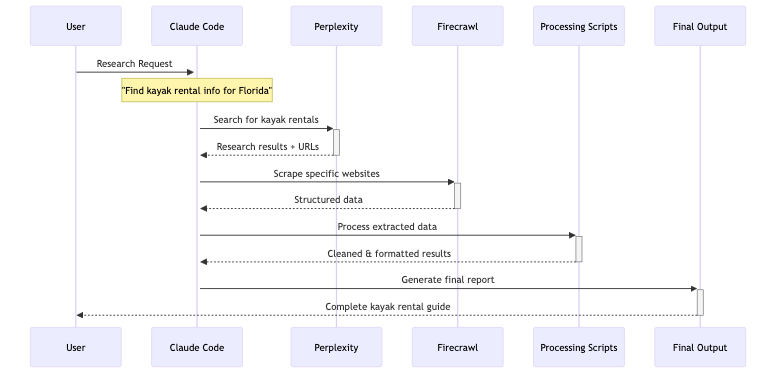 User Claude Code Perplexity Firecrawl Processing Scripts Final Output
Research Request
"Find kayak rental info for Florida"
Search for kayak rentals
Research results + URLs
Scrape specific websites
Structured data
Process extracted data
Cleaned & formatted results
Generate final report
Complete kayak rental guide
User Claude Code Perplexity Firecrawl Processing Scripts Final Output